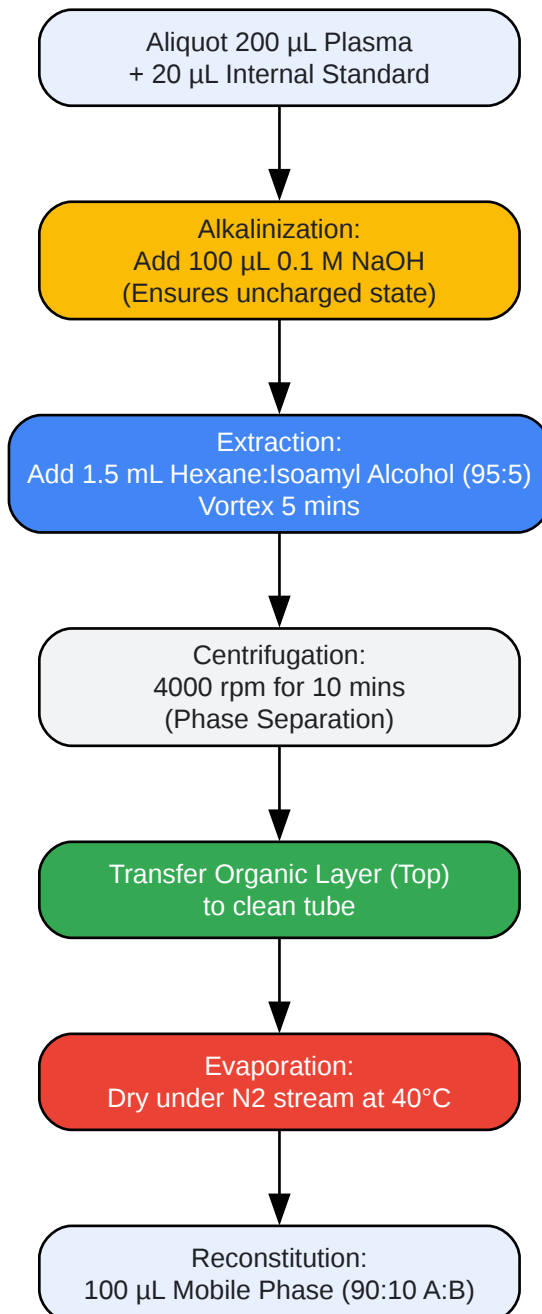 Aliquot 200 µL Plasma
+ 20 µL Internal Standard
Alkalinization:
Add 100 µL 0.1 M NaOH
(Ensures uncharged state)
Extraction:
Add 1.5 mL Hexane:Isoamyl Alcohol (95:5)
Vortex 5 mins
Centrifugation:
4000 rpm for 10 mins
(Phase Separation)
Transfer Organic Layer (Top)
to clean tube
Evaporation:
Dry under N2 stream at 40°C
Reconstitution:
100 µL Mobile Phase (90:10 A:B)